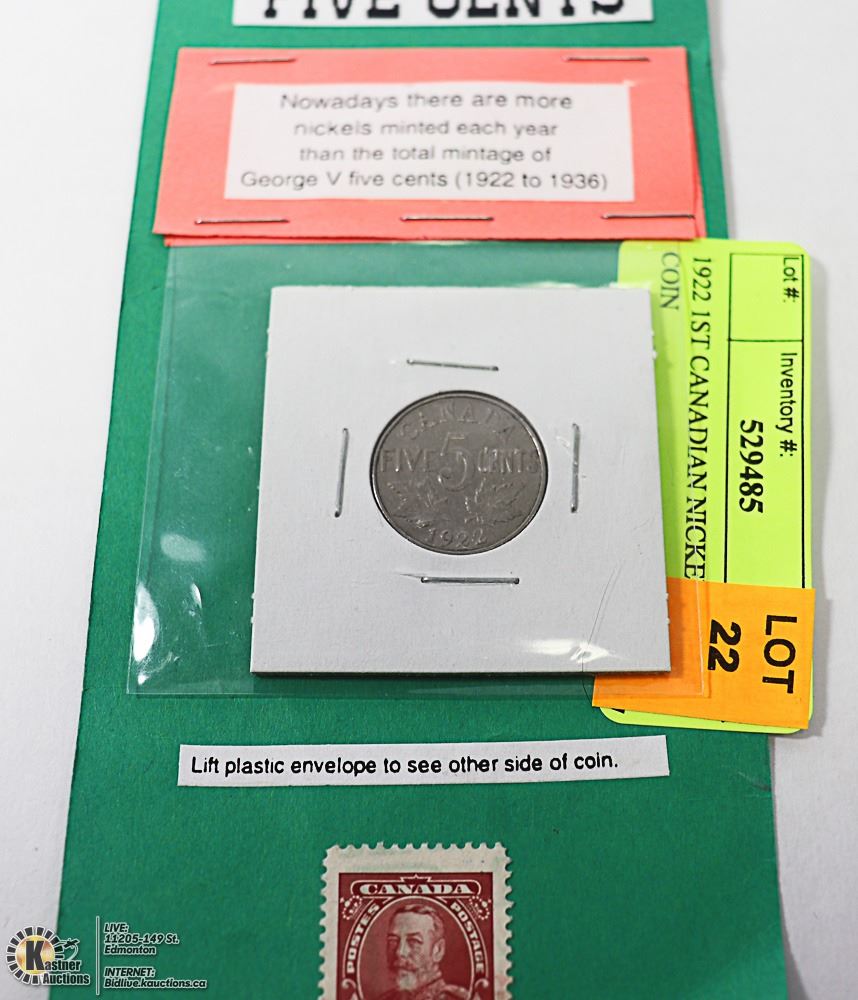 FIVE CENTS
Nowadays there are more
nickels minted each year
than the total mintage of
George V five cents (1922 to 1936)
CANADA
FIVE 5 CENTS
1922
Lot #:
Inventory #:
529485
1922 1ST CANADIAN NICKE
COIN
LOT
22
Lift plastic envelope to see other side of coin.
CANADA
POSTES POSTAGE
Kastner
Auctions
LIVE:
11205-149 St.
Edmonton
INTERNET:
Bidlive.kauctions.ca